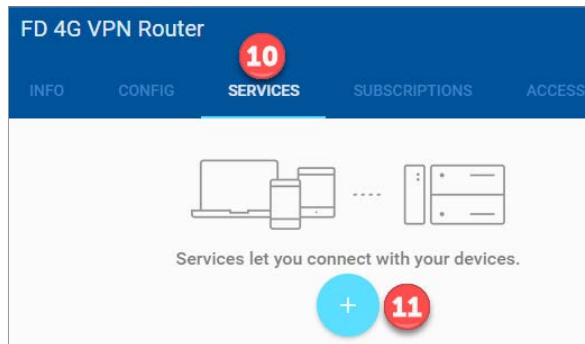 FD 4G VPN Router
10
INFO CONFIG SERVICES SUBSCRIPTIONS ACCESS
Services let you connect with your devices.
+ 11